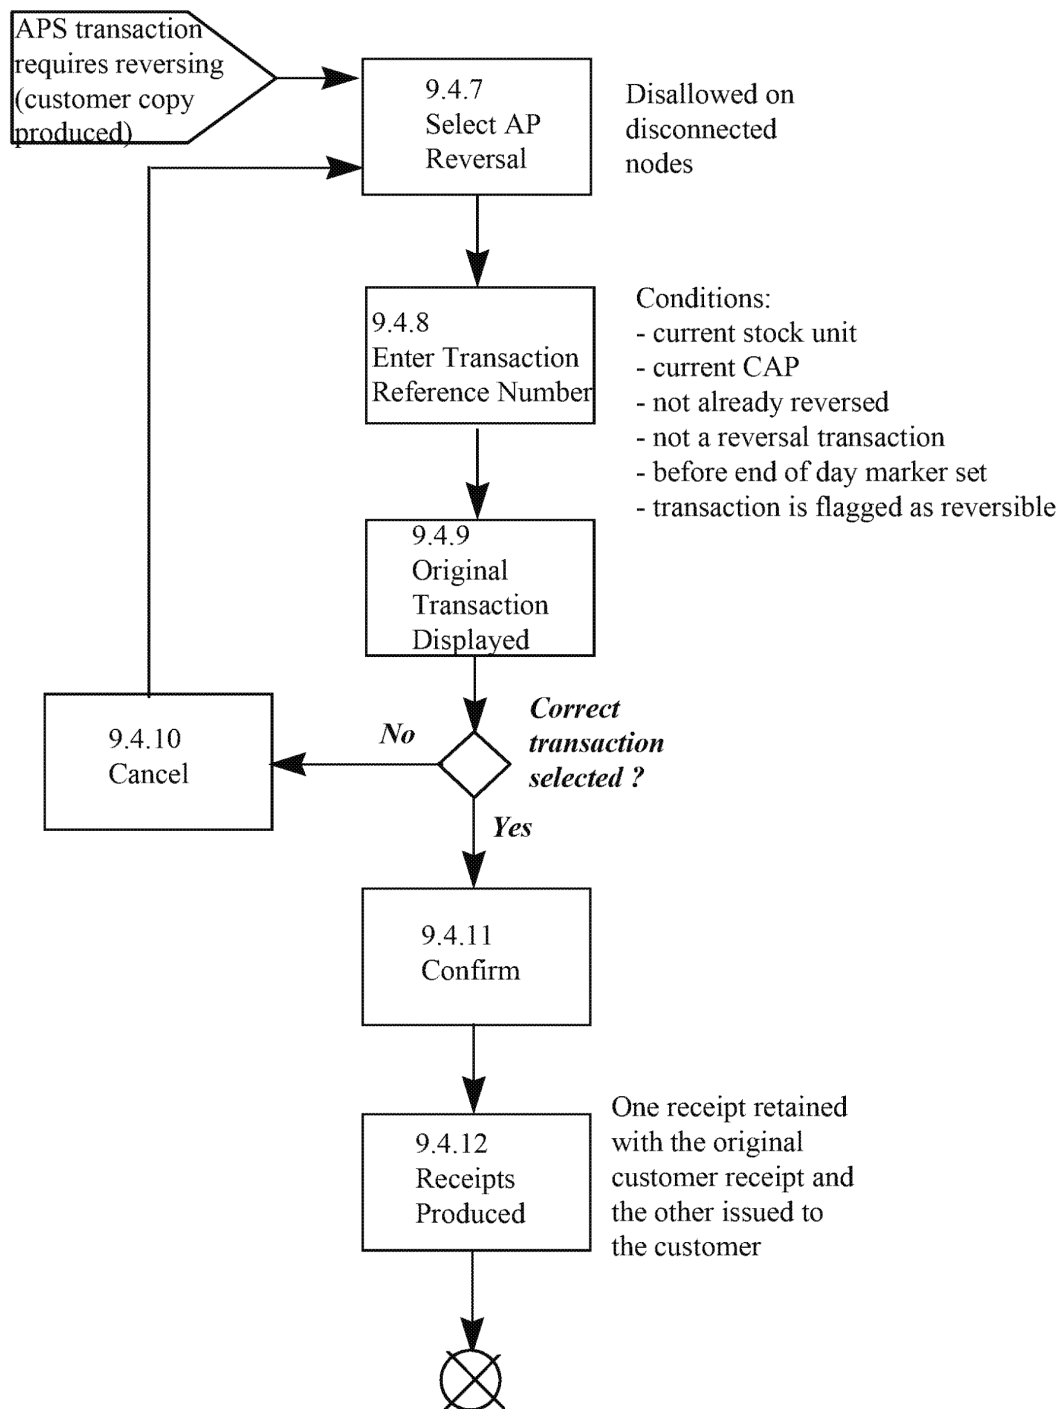 APS transaction
requires reversing
(customer copy
produced)
9.4.7
Select AP
Reversal
Disallowed on
disconnected
nodes
9.4.8
Enter Transaction
Reference Number
Conditions:
- current stock unit
- current CAP
- not already reversed
- not a reversal transaction
- before end of day marker set
- transaction is flagged as reversible
9.4.9
Original
Transaction
Displayed
Correct
transaction
selected ?
No
9.4.10
Cancel
Yes
9.4.11
Confirm
9.4.12
Receipts
Produced
One receipt retained
with the original
customer receipt and
the other issued to
the customer